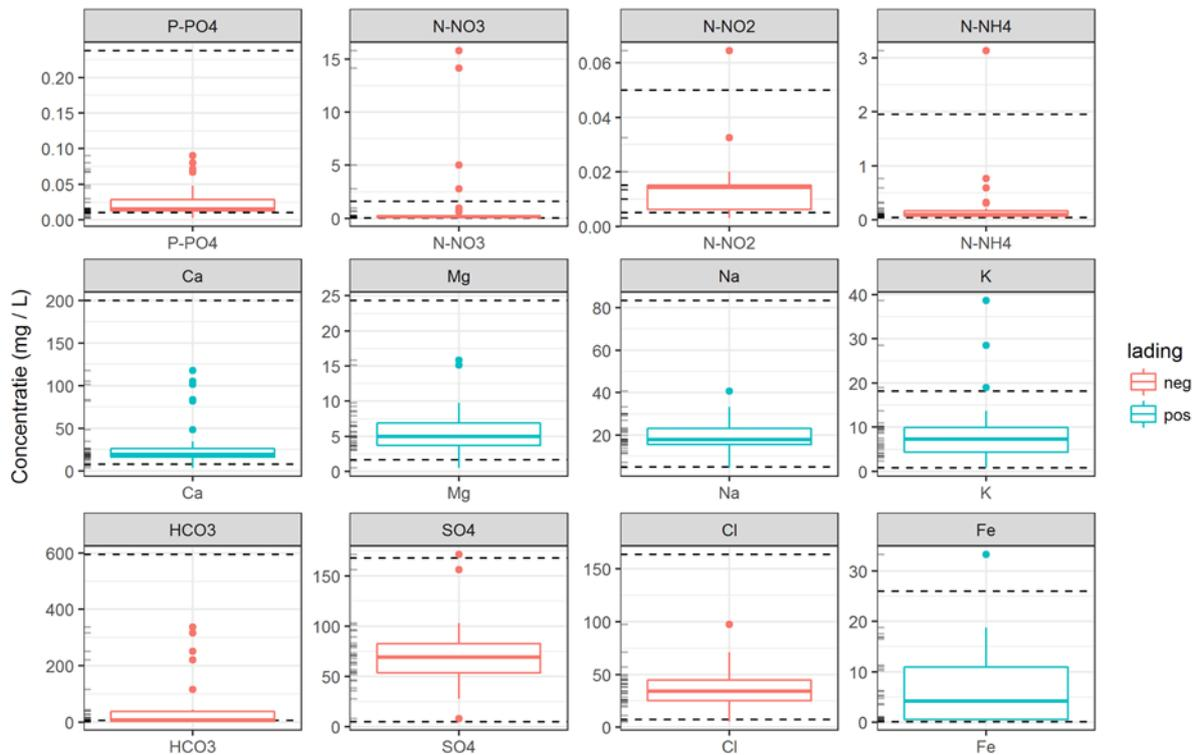 P-PO4 N-NO3 N-NO2 N-NH4
0.20 0.15 0.10 0.05 0.00
15 10 5 0
0.06 0.04 0.02 0.00
3 2 1 0
P-PO4 N-NO3 N-NO2 N-NH4
Concentratie (mg / L)
Ca Mg Na K
200 150 100 50 0
25 20 15 10 5 0
80 60 40 20
40 30 20 10 0
Ca Mg Na K
lading
neg
pos
HCO3 SO4 Cl Fe
600 400 200 0
150 100 50 0
150 100 50 0
30 20 10 0
HCO3 SO4 Cl Fe